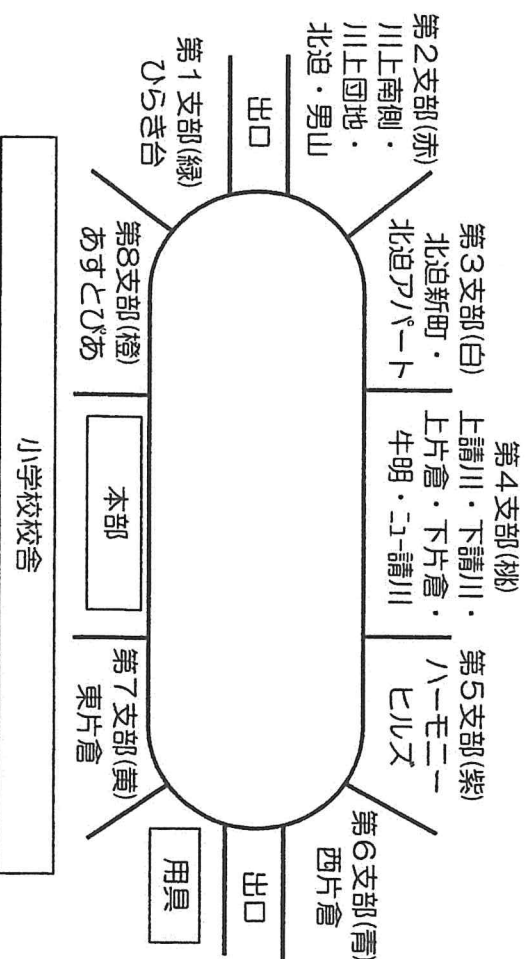 第2支部(赤)
川上南側・
川上団地・
北迫・男山
出口
第1支部(緑)
ひらき台
第3支部(白)
北迫新町・
北迫アパート
第8支部(橙)
あすとぴあ
第4支部(桃)
上請川・下請川・
上片倉・下片倉・
牛明・ニュー請川
本部
小学校校舎
第5支部(紫)
ハーモニー
ヒルズ
第7支部(黄)
東片倉
第6支部(青)
西片倉
出口
用具